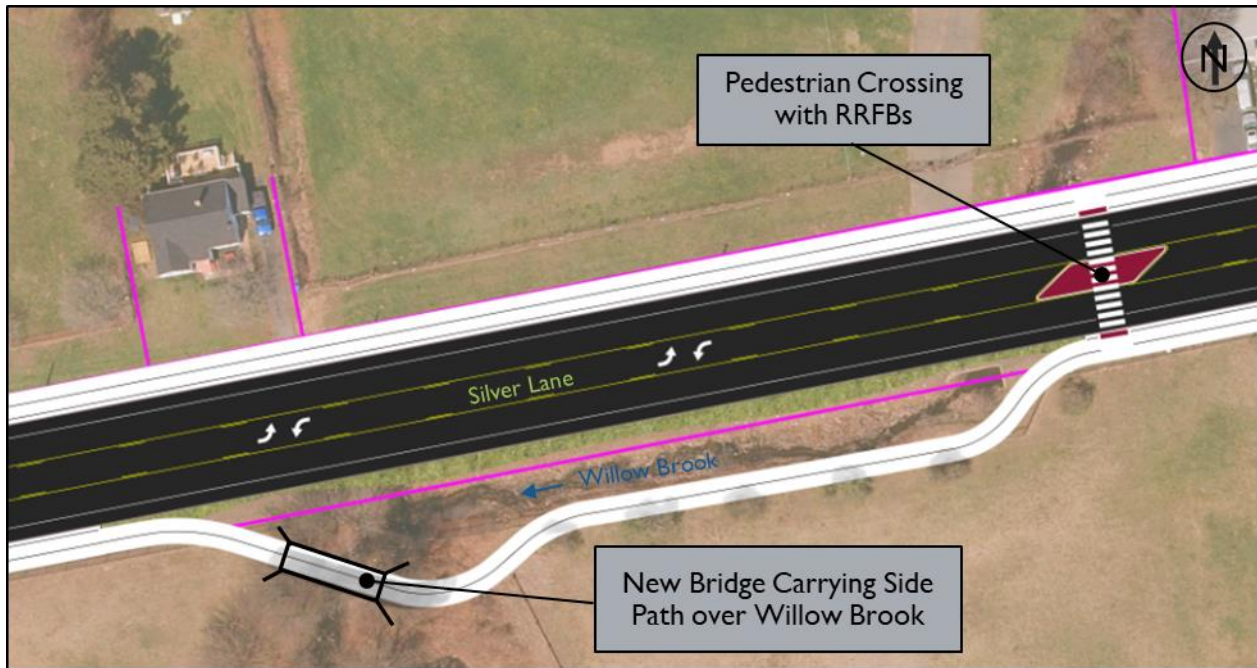 N
Pedestrian Crossing
with RRFBs
Silver Lane
Willow Brook
New Bridge Carrying Side
Path over Willow Brook